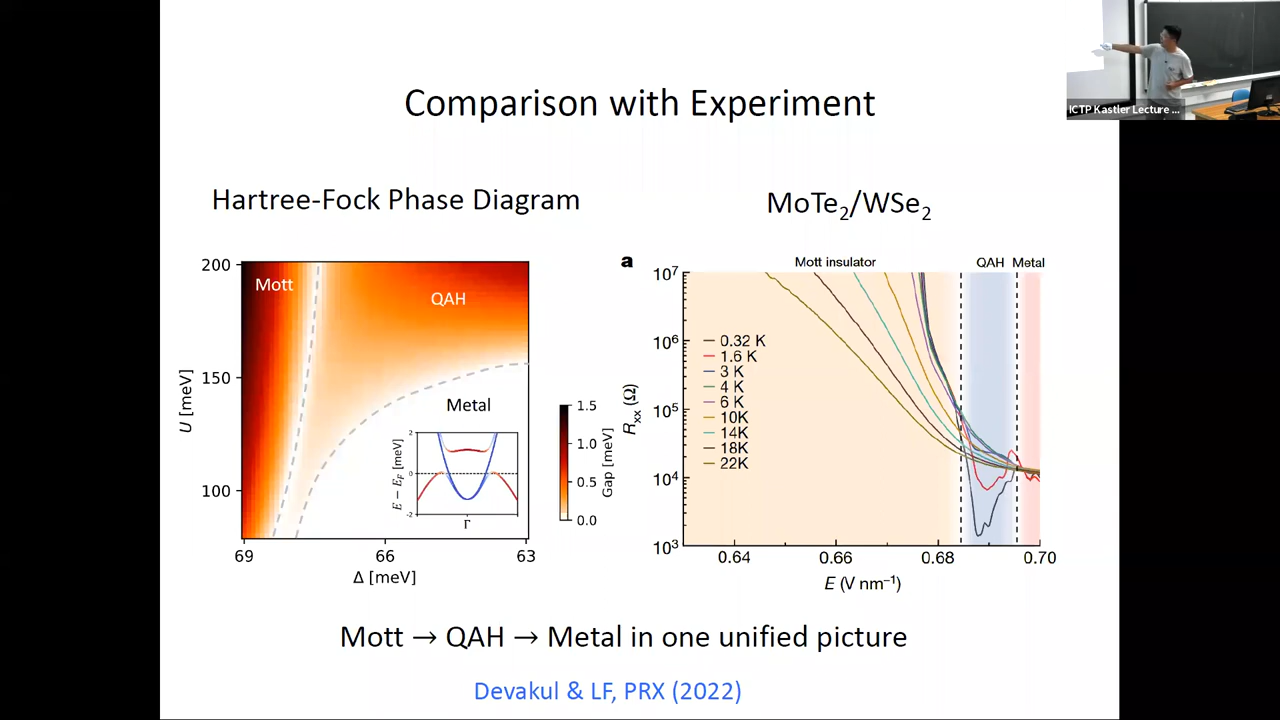 ICTP Kastler Lecture ...
Comparison with Experiment
Hartree-Fock Phase Diagram
MoTe₂/WSe₂
200
150
100
U [meV]
Mott
QAH
Metal
69
66
63
Δ [meV]
2
0
-2
E − E_F [meV]
Γ
1.5
1.0
0.5
0.0
Gap [meV]
a
Mott insulator
QAH
Metal
10⁷
10⁶
10⁵
10⁴
10³
Rₓₓ (Ω)
0.32 K
1.6 K
3 K
4 K
6 K
10K
14K
18K
22K
0.64
0.66
0.68
0.70
E (V nm⁻¹)
Mott → QAH → Metal in one unified picture
Devakul & LF, PRX (2022)